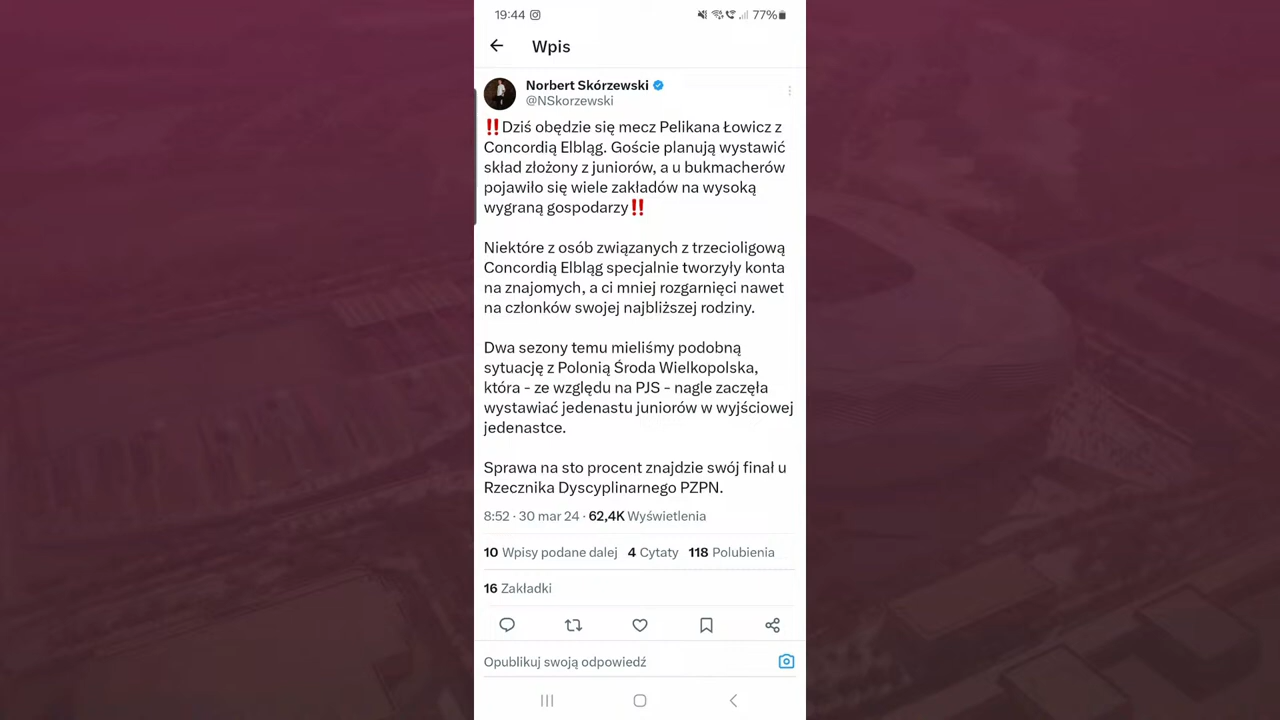 19:44
77%
Wpis
Norbert Skórzewski
@NSkorzewski
‼️Dziś obędzie się mecz Pelikana Łowicz z
Concordią Elbląg. Goście planują wystawić
skład złożony z juniorów, a u bukmacherów
pojawiło się wiele zakładów na wysoką
wygraną gospodarzy‼️
Niektóre z osób związanych z trzecioligową
Concordią Elbląg specjalnie tworzyły konta
na znajomych, a ci mniej rozgarnięci nawet
na członków swojej najbliższej rodziny.
Dwa sezony temu mieliśmy podobną
sytuację z Polonią Środa Wielkopolska,
która - ze względu na PJS - nagle zaczęła
wystawiać jedenastu juniorów w wyjściowej
jedenastce.
Sprawa na sto procent znajdzie swój finał u
Rzecznika Dyscyplinarnego PZPN.
8:52 · 30 mar 24 · 62,4K Wyświetlenia
10 Wpisy podane dalej 4 Cytaty 118 Polubienia
16 Zakładki
Opublikuj swoją odpowiedź